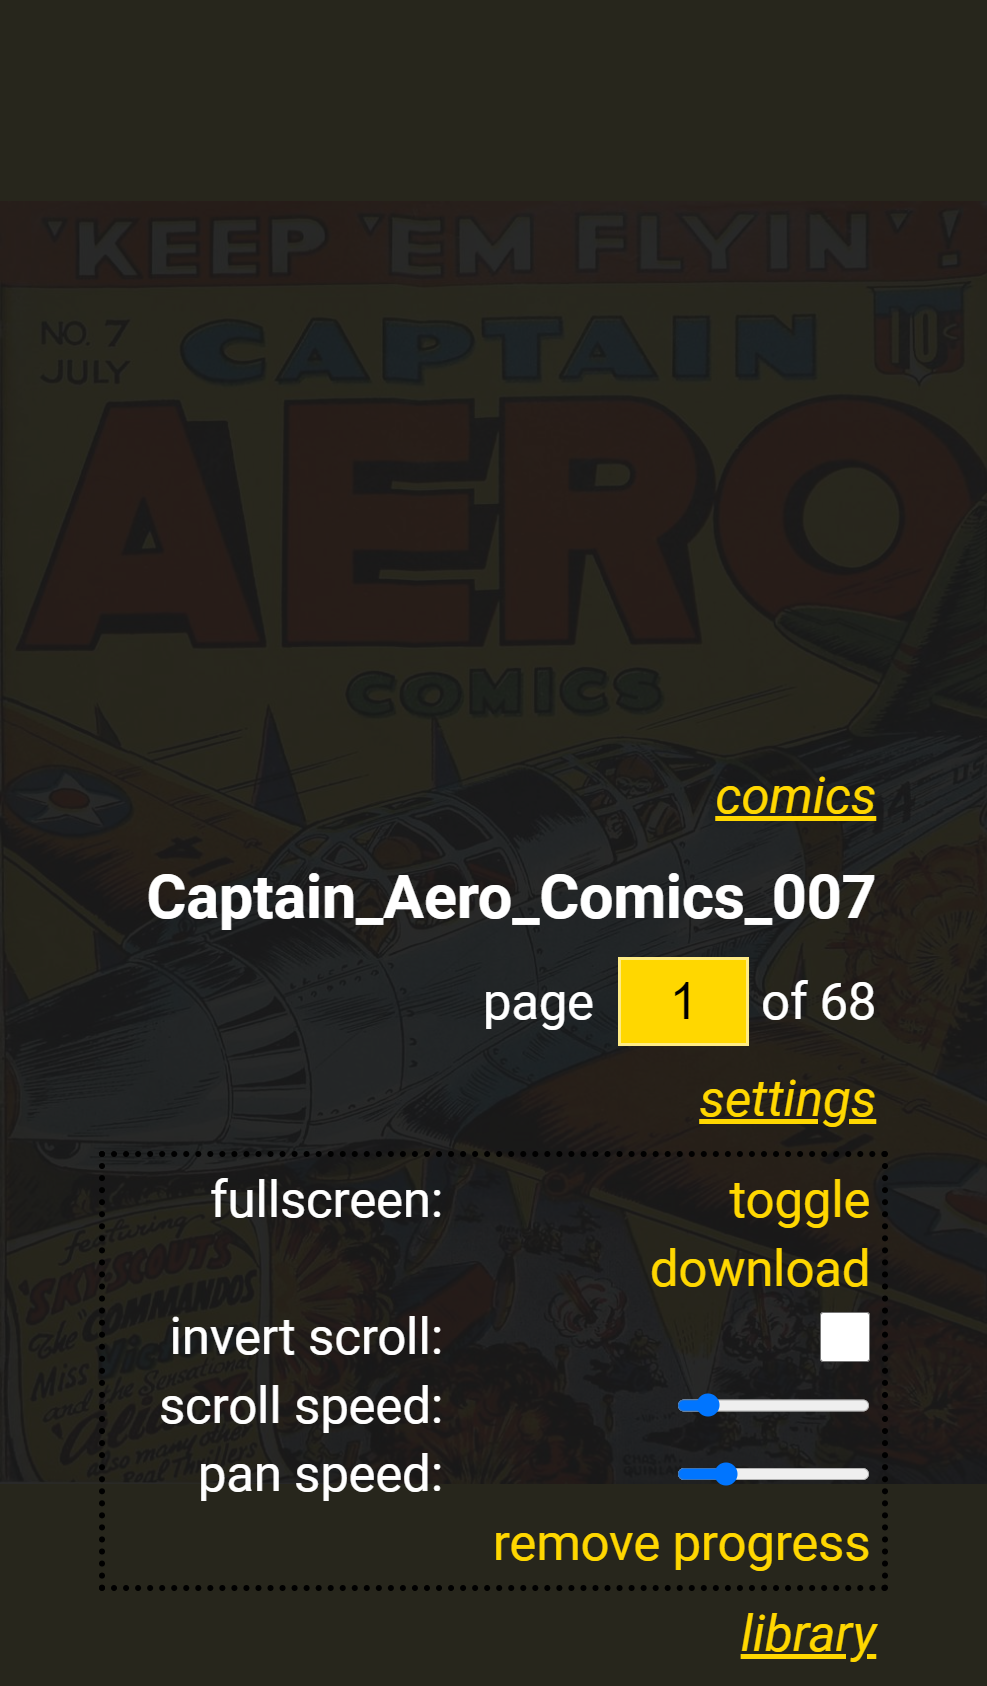 'KEEP 'EM FLYIN'!
NO. 7
JULY
CAPTAIN
10¢
AERO
COMICS
comics
Captain_Aero_Comics_007
page 1 of 68
settings
fullscreen: toggle
download
invert scroll:
scroll speed:
pan speed:
remove progress
library
featuring
"SKY SCOUTS"
The COMMANDOS
Miss
and the Sensational
also many other
Real Thrillers